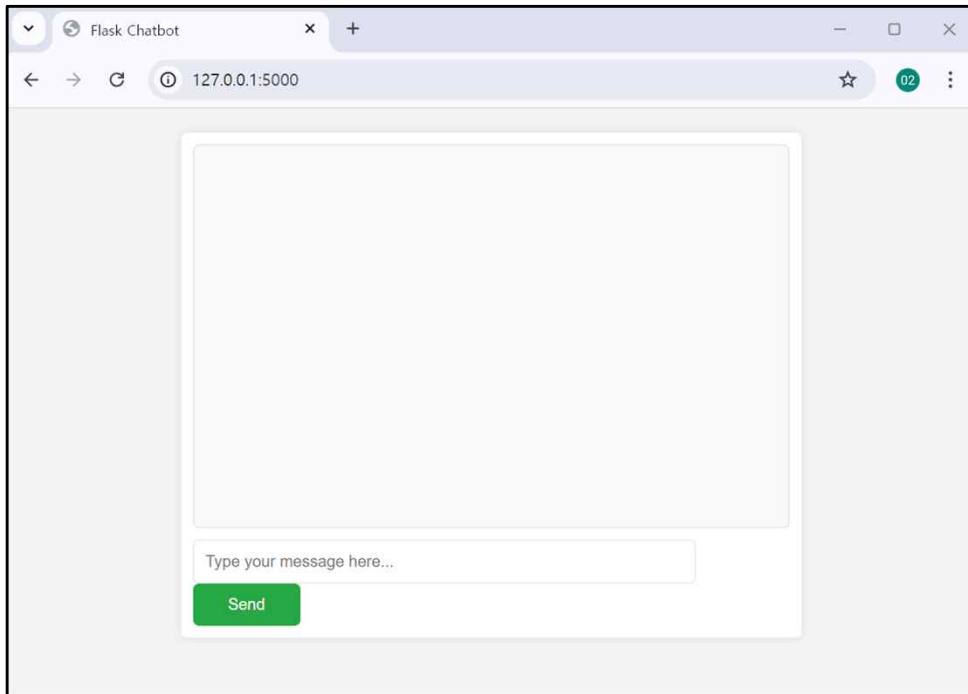 Flask Chatbot
127.0.0.1:5000
02
Type your message here...
Send